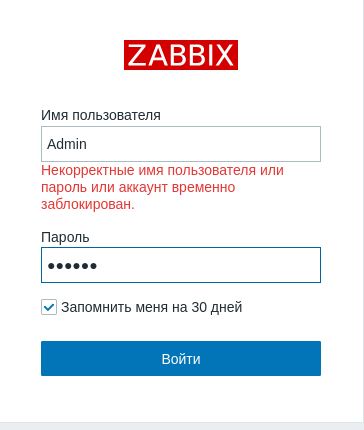 ZABBIX
Имя пользователя
Admin
Некорректные имя пользователя или
пароль или аккаунт временно
заблокирован.
Пароль
●●●●●●
Запомнить меня на 30 дней
Войти